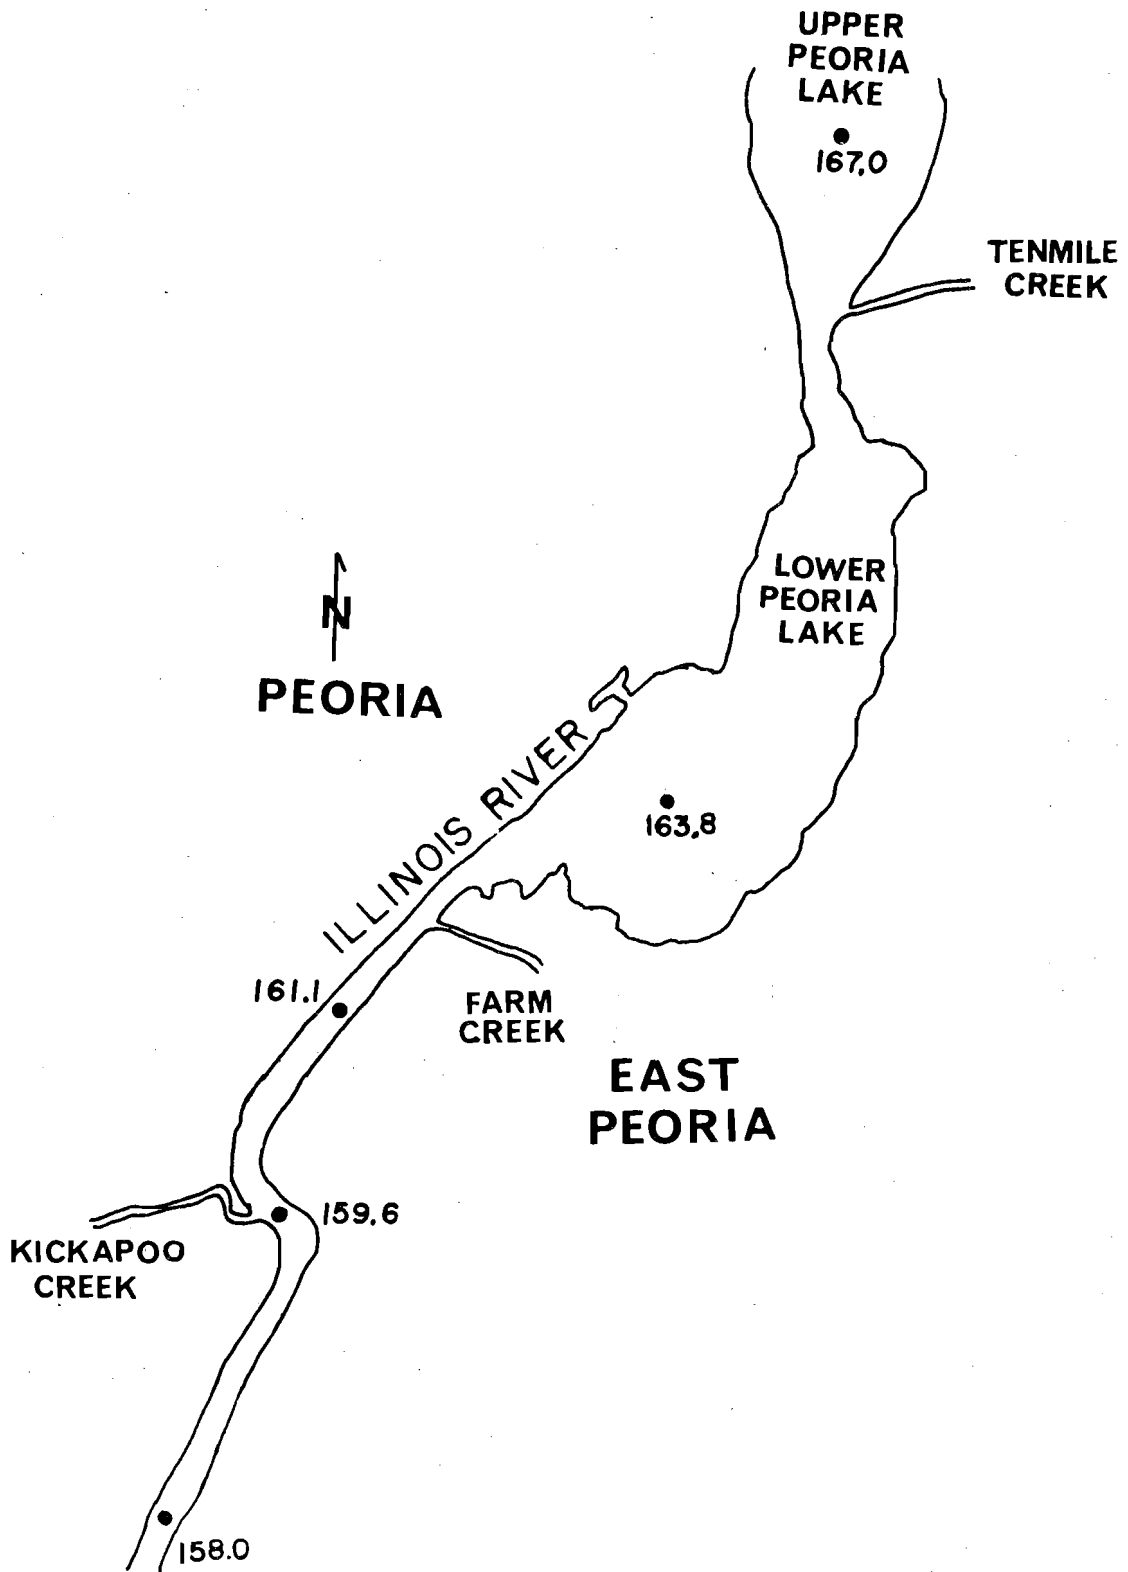 UPPER
PEORIA
LAKE
167.0
TENMILE
CREEK
LOWER
PEORIA
LAKE
N
PEORIA
ILLINOIS RIVER
163.8
161.1
FARM
CREEK
EAST
PEORIA
159.6
KICKAPOO
CREEK
158.0